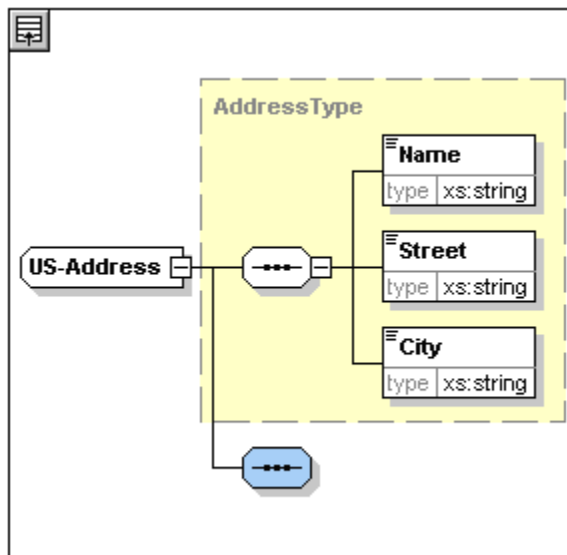 AddressType
Name
type xs:string
US-Address
Street
type xs:string
City
type xs:string